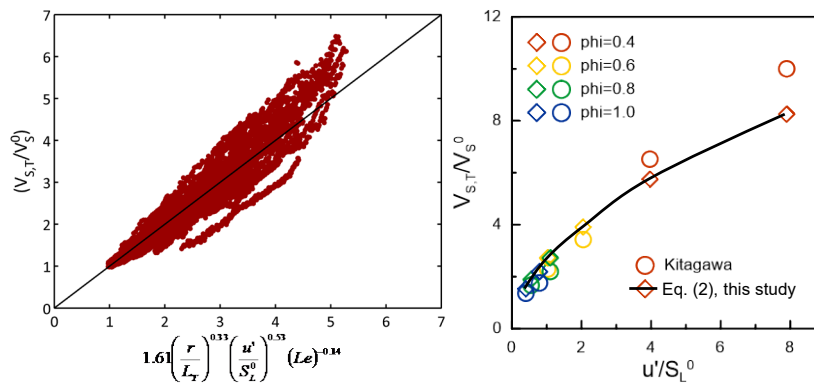 7
6
5
4
3
2
1
0
0 1 2 3 4 5 6 7
(V_{S,T}/V_S^0)
1.61(r/L_T)^{0.33} (u'/S_L^0)^{0.53} (Le)^{-0.14}
12
8
4
0
0 2 4 6 8
V_{S,T}/V_S^0
u'/S_L^0
phi=0.4
phi=0.6
phi=0.8
phi=1.0
Kitagawa
Eq. (2), this study